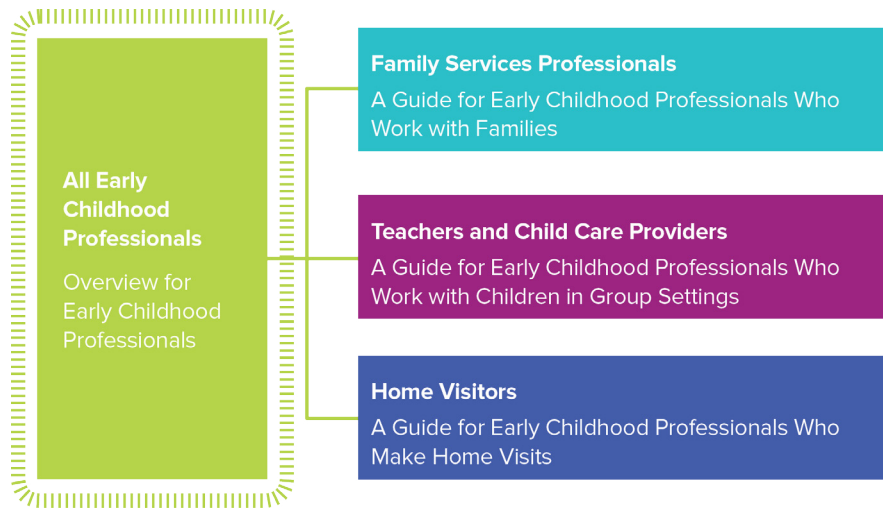 All Early
Childhood
Professionals
Overview for
Early Childhood
Professionals
Family Services Professionals
A Guide for Early Childhood Professionals Who
Work with Families
Teachers and Child Care Providers
A Guide for Early Childhood Professionals Who
Work with Children in Group Settings
Home Visitors
A Guide for Early Childhood Professionals Who
Make Home Visits